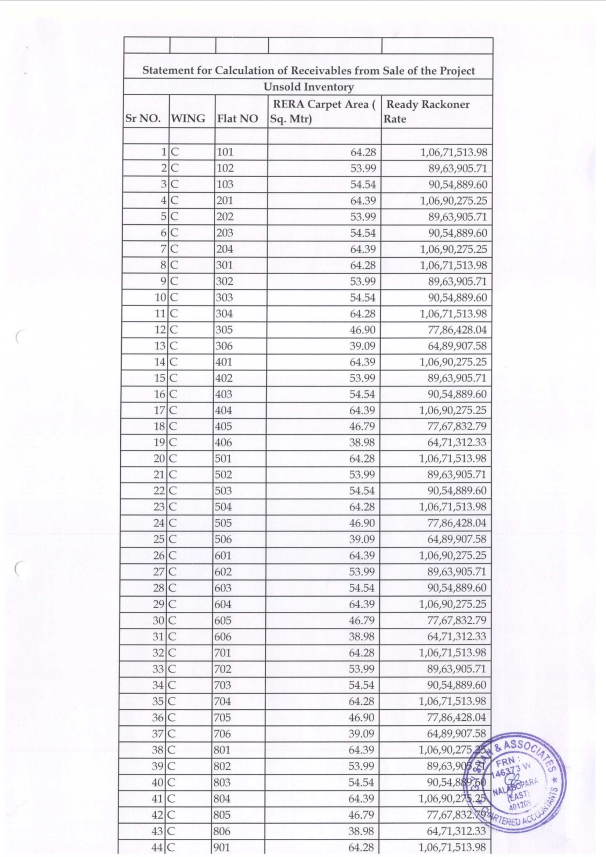 Statement for Calculation of Receivables from Sale of the Project
Unsold Inventory
Sr NO. WING Flat NO RERA Carpet Area ( Sq. Mtr) Ready Rackoner Rate
1 C 101 64.28 1,06,71,513.98
2 C 102 53.99 89,63,905.71
3 C 103 54.54 90,54,889.60
4 C 201 64.39 1,06,90,275.25
5 C 202 53.99 89,63,905.71
6 C 203 54.54 90,54,889.60
7 C 204 64.39 1,06,90,275.25
8 C 301 64.28 1,06,71,513.98
9 C 302 53.99 89,63,905.71
10 C 303 54.54 90,54,889.60
11 C 304 64.28 1,06,71,513.98
12 C 305 46.90 77,86,428.04
13 C 306 39.09 64,89,907.58
14 C 401 64.39 1,06,90,275.25
15 C 402 53.99 89,63,905.71
16 C 403 54.54 90,54,889.60
17 C 404 64.39 1,06,90,275.25
18 C 405 46.79 77,67,832.79
19 C 406 38.98 64,71,312.33
20 C 501 64.28 1,06,71,513.98
21 C 502 53.99 89,63,905.71
22 C 503 54.54 90,54,889.60
23 C 504 64.28 1,06,71,513.98
24 C 505 46.90 77,86,428.04
25 C 506 39.09 64,89,907.58
26 C 601 64.39 1,06,90,275.25
27 C 602 53.99 89,63,905.71
28 C 603 54.54 90,54,889.60
29 C 604 64.39 1,06,90,275.25
30 C 605 46.79 77,67,832.79
31 C 606 38.98 64,71,312.33
32 C 701 64.28 1,06,71,513.98
33 C 702 53.99 89,63,905.71
34 C 703 54.54 90,54,889.60
35 C 704 64.28 1,06,71,513.98
36 C 705 46.90 77,86,428.04
37 C 706 39.09 64,89,907.58
38 C 801 64.39 1,06,90,275.25
39 C 802 53.99 89,63,905.71
40 C 803 54.54 90,54,889.60
41 C 804 64.39 1,06,90,275.25
42 C 805 46.79 77,67,832.79
43 C 806 38.98 64,71,312.33
44 C 901 64.28 1,06,71,513.98
SHAH & ASSOCIATES
FRN :
146373 W
NALASOPARA
(EAST)
CHARTERED ACCOUNTANTS